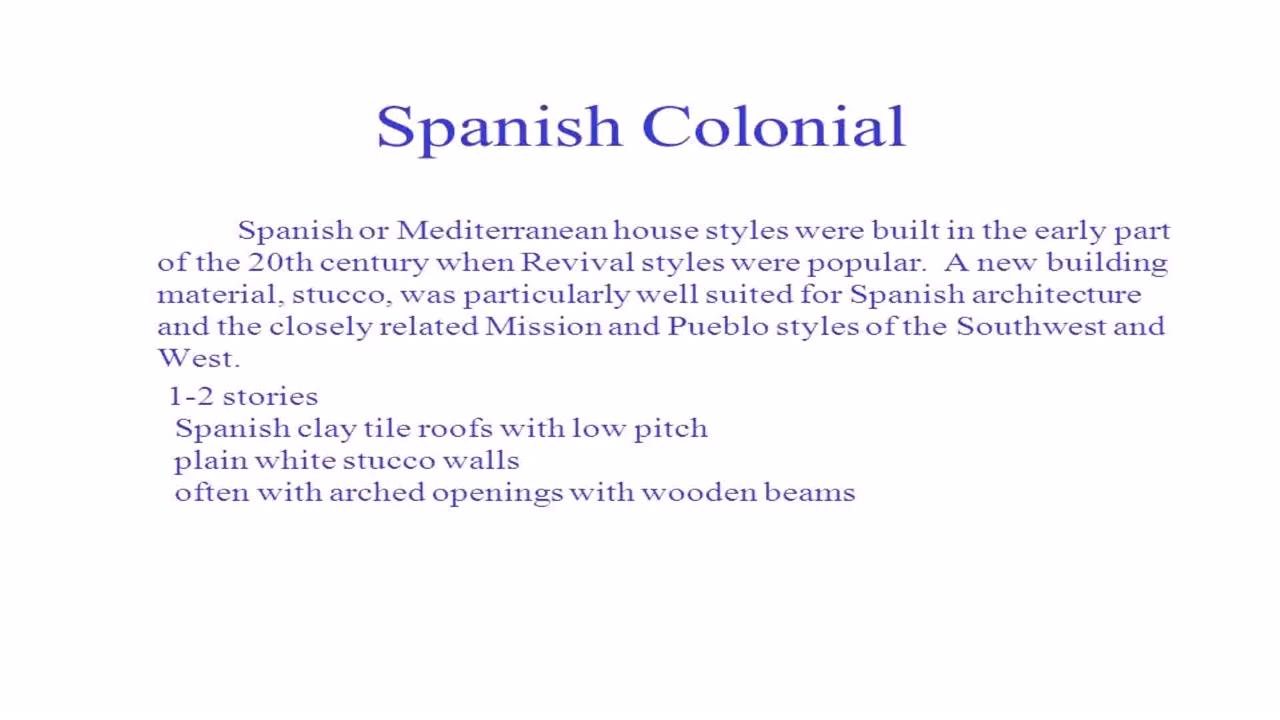 Spanish Colonial
Spanish or Mediterranean house styles were built in the early part
of the 20th century when Revival styles were popular. A new building
material, stucco, was particularly well suited for Spanish architecture
and the closely related Mission and Pueblo styles of the Southwest and
West.
1-2 stories
Spanish clay tile roofs with low pitch
plain white stucco walls
often with arched openings with wooden beams